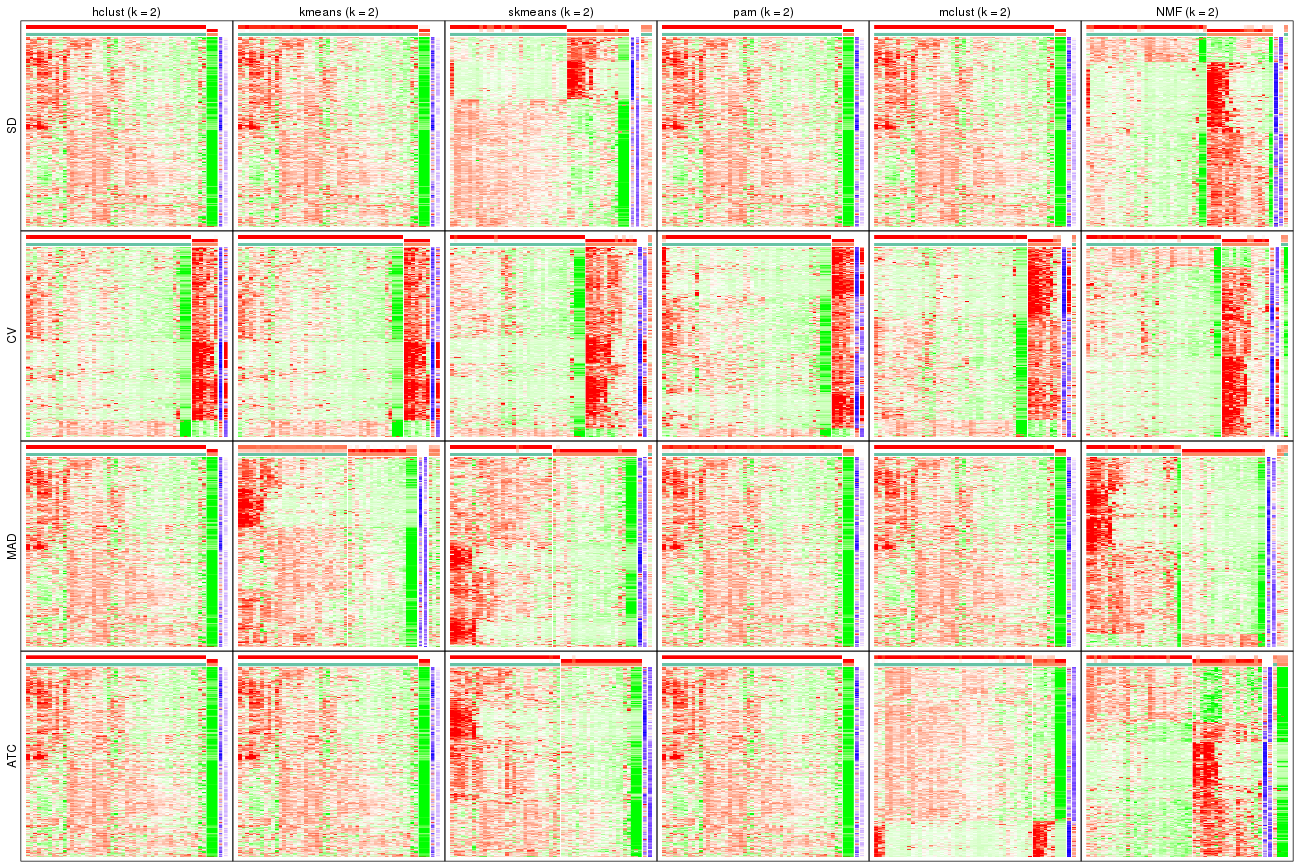 hclust (k = 2) kmeans (k = 2) skmeans (k = 2) pam (k = 2) mclust (k = 2) NMF (k = 2)
SD
CV
MAD
ATC